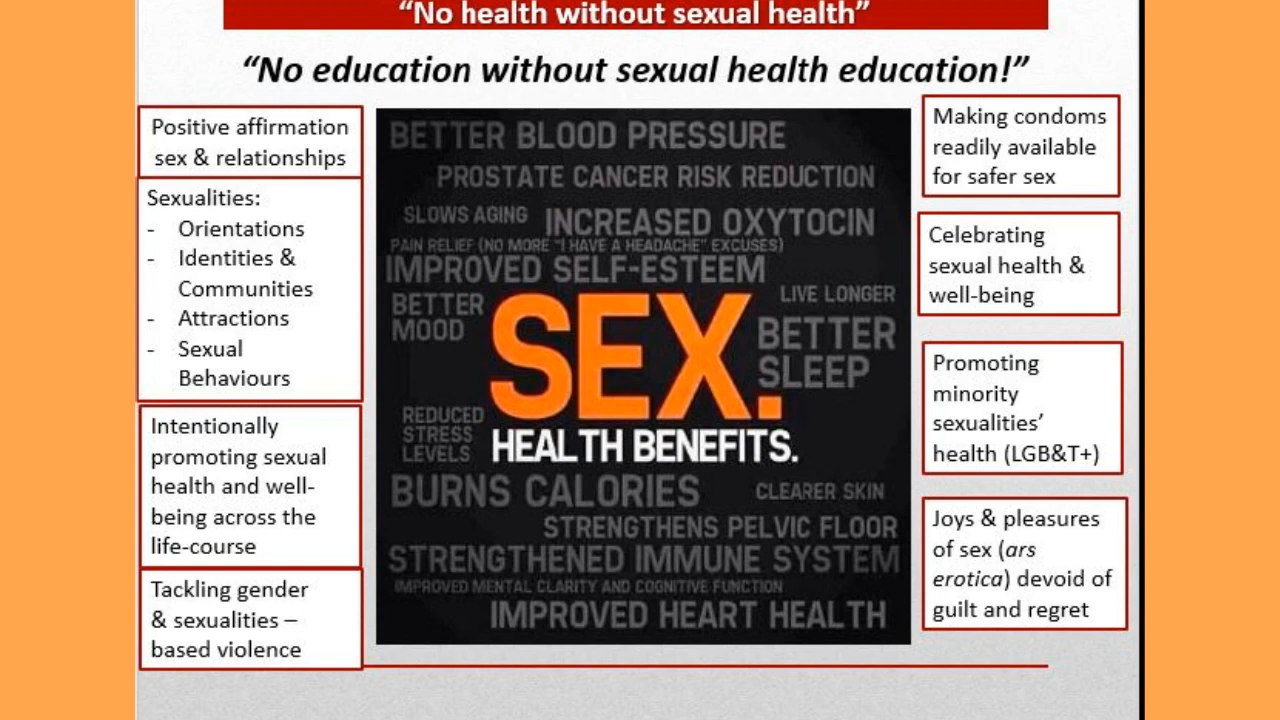 “No health without sexual health”
“No education without sexual health education!”
Positive affirmation
sex & relationships
Sexualities:
- Orientations
- Identities &
Communities
- Attractions
- Sexual
Behaviours
Intentionally
promoting sexual
health and well-
being across the
life-course
Tackling gender
& sexualities –
based violence
BETTER BLOOD PRESSURE
PROSTATE CANCER RISK REDUCTION
SLOWS AGING INCREASED OXYTOCIN
PAIN RELIEF (NO MORE "I HAVE A HEADACHE" EXCUSES)
IMPROVED SELF-ESTEEM
BETTER
MOOD
LIVE LONGER
BETTER
SLEEP
SEX.
REDUCED
STRESS
LEVELS
HEALTH BENEFITS.
BURNS CALORIES CLEARER SKIN
STRENGTHENS PELVIC FLOOR
STRENGTHENED IMMUNE SYSTEM
IMPROVED MENTAL CLARITY AND COGNITIVE FUNCTION
IMPROVED HEART HEALTH
Making condoms
readily available
for safer sex
Celebrating
sexual health &
well-being
Promoting
minority
sexualities’
health (LGB&T+)
Joys & pleasures
of sex (ars
erotica) devoid of
guilt and regret